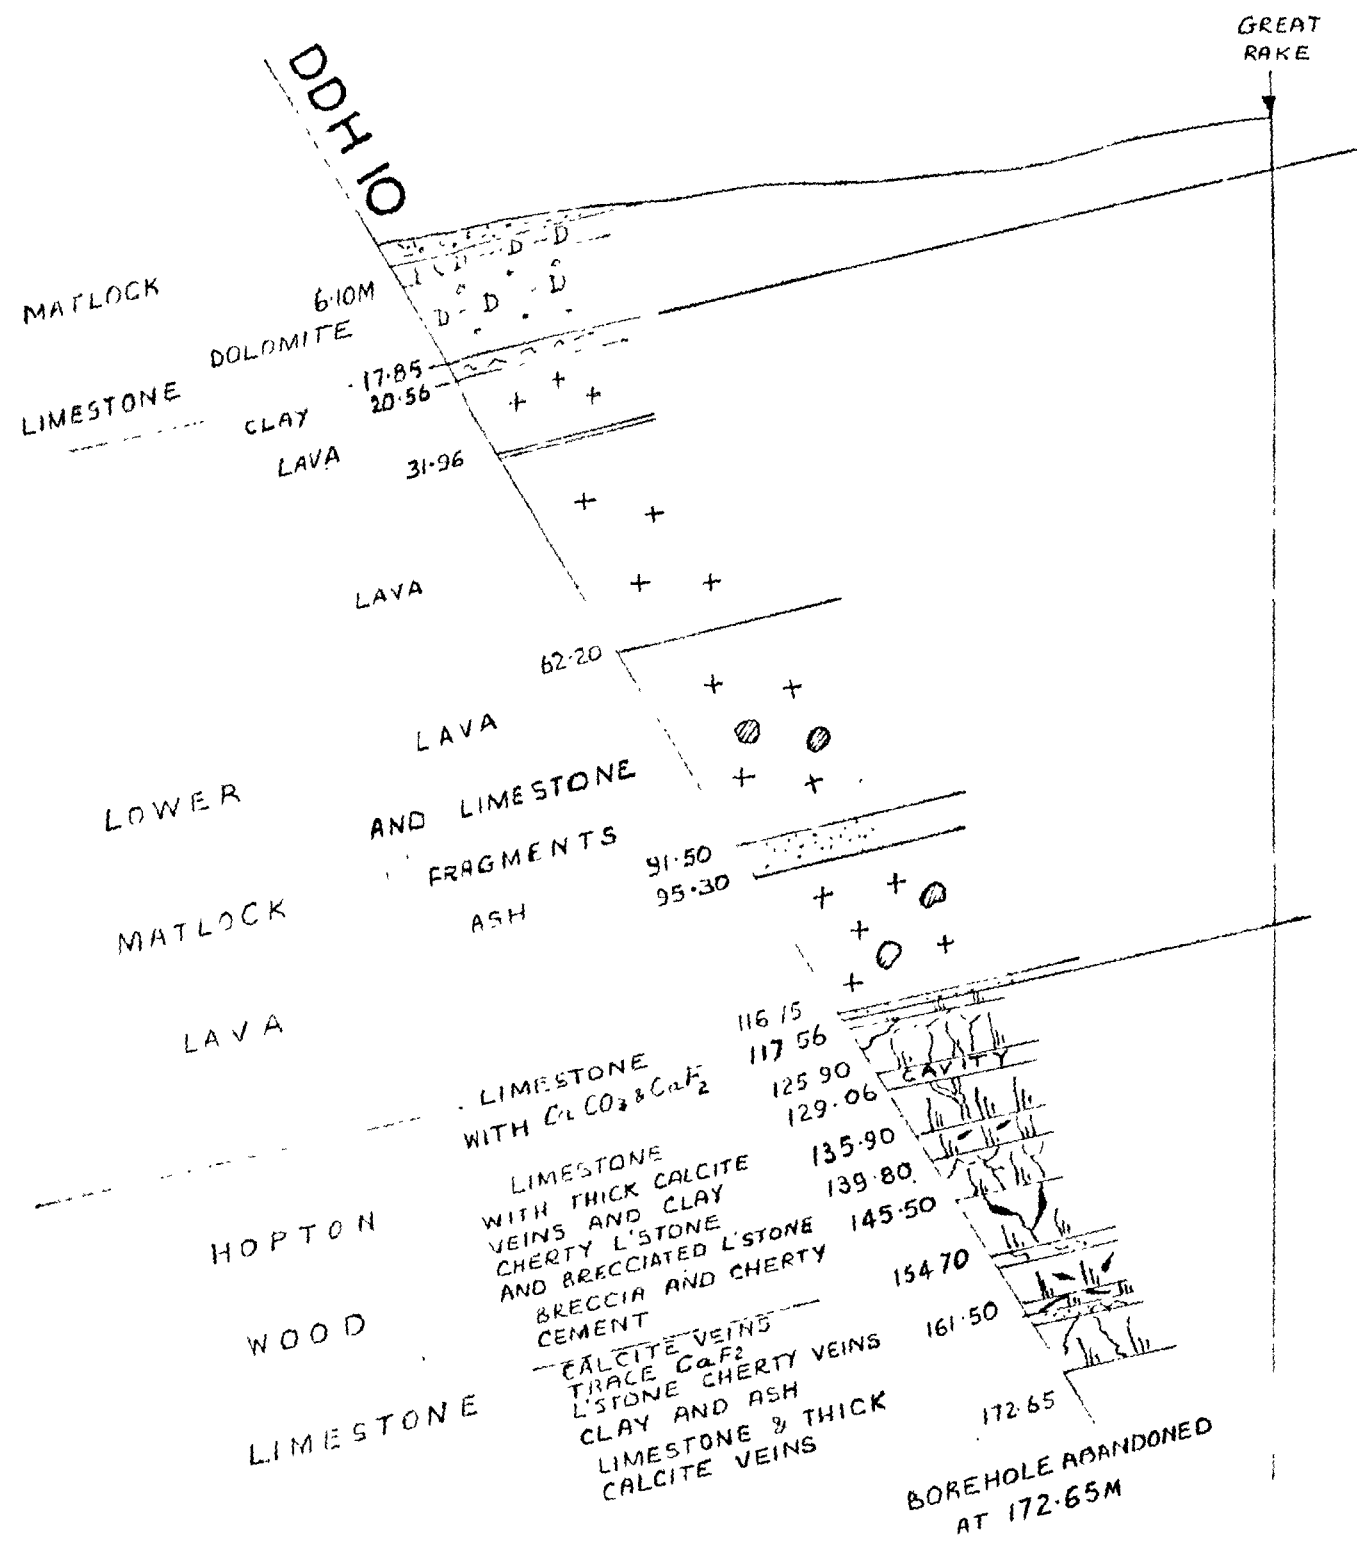 GREAT
RAKE
DDH 10
MATLOCK
6·10M
DOLOMITE
LIMESTONE
17·85
20·56
CLAY
LAVA
31·96
LAVA
62·20
LAVA
AND LIMESTONE
FRAGMENTS
LOWER
91·50
95·30
ASH
MATLOCK
LAVA
116 15
117 56
LIMESTONE
WITH CaCO3 & CaF2
CAVITY
125 90
129·06
LIMESTONE
WITH THICK CALCITE
VEINS AND CLAY
135·90
CHERTY L'STONE
AND BRECCIATED L'STONE
139·80
145·50
BRECCIA AND CHERTY
CEMENT
HOPTON
WOOD
LIMESTONE
154 70
CALCITE VEINS
TRACE CaF2
L'STONE CHERTY VEINS
CLAY AND ASH
161·50
LIMESTONE & THICK
CALCITE VEINS
172·65
BOREHOLE ABANDONED
AT 172·65M
D D
D
D D D